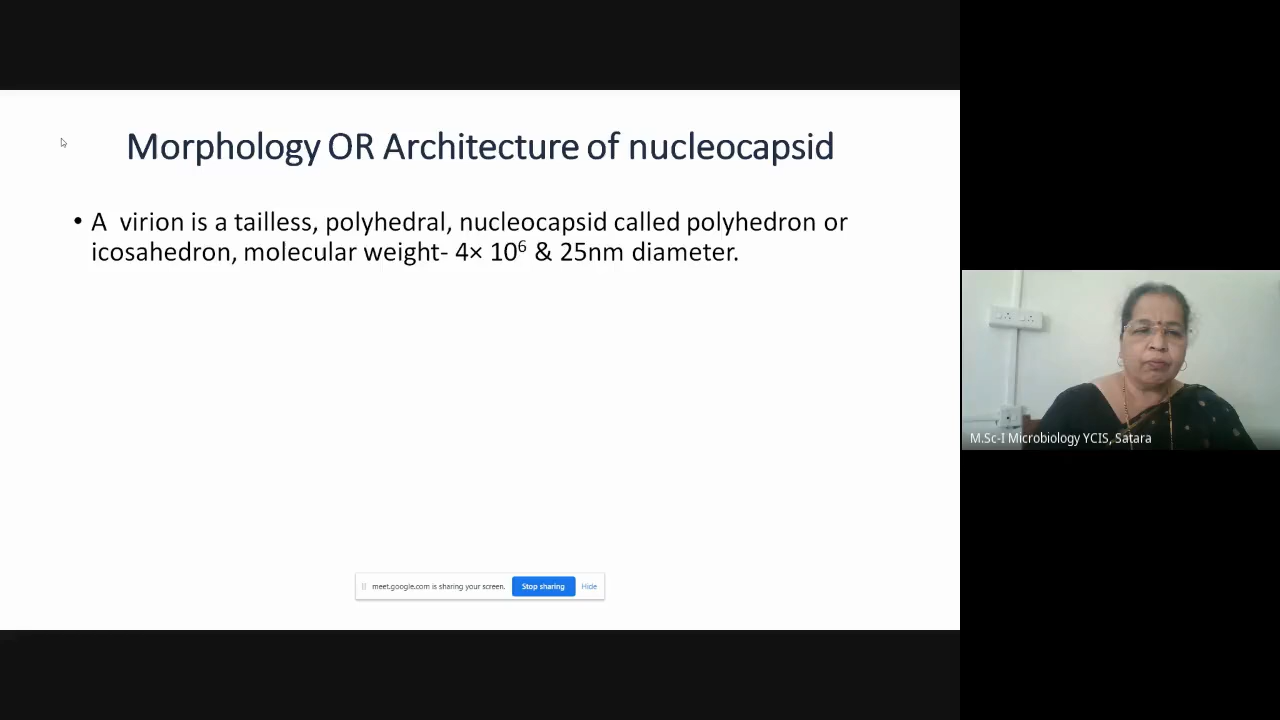 Morphology OR Architecture of nucleocapsid
• A virion is a tailless, polyhedral, nucleocapsid called polyhedron or
icosahedron, molecular weight- 4× 10⁶ & 25nm diameter.
M.Sc-I Microbiology YCIS, Satara
meet.google.com is sharing your screen. Stop sharing Hide